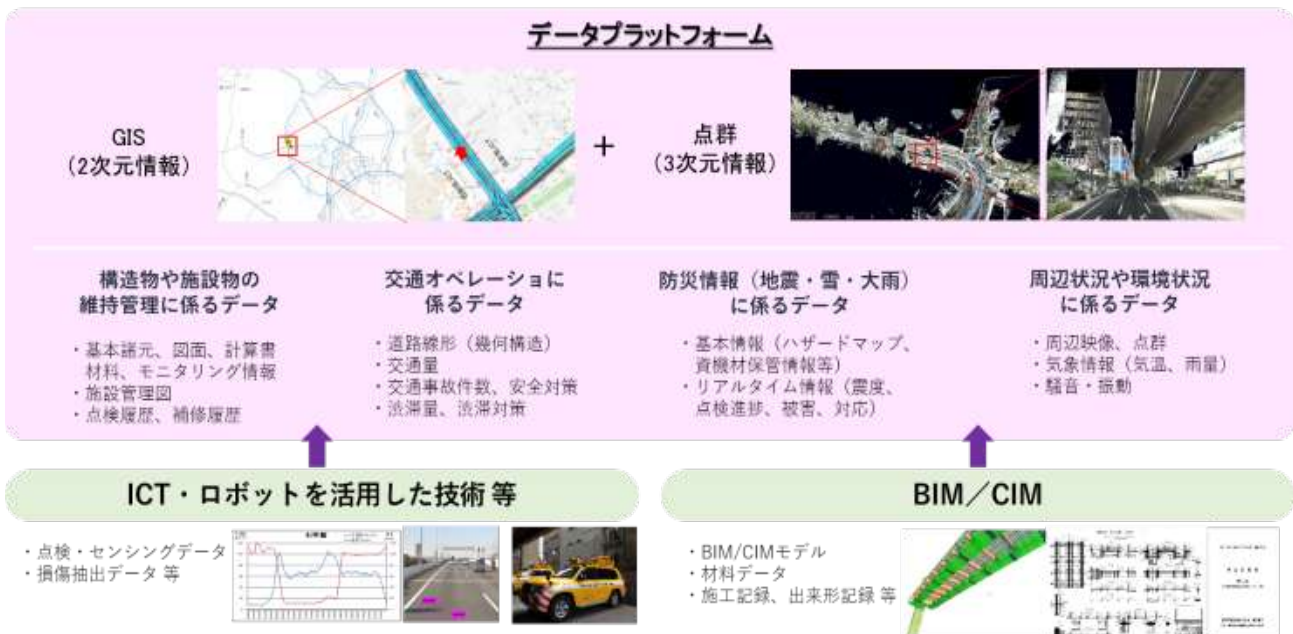 データプラットフォーム
GIS
(2次元情報)
+
点群
(3次元情報)
構造物や施設物の
維持管理に係るデータ
・基本諸元、図面、計算書
材料、モニタリング情報
・施設管理図
・点検履歴、補修履歴
交通オペレーショに
係るデータ
・道路線形(幾何構造)
・交通量
・交通事故件数、安全対策
・渋滞量、渋滞対策
防災情報(地震・雪・大雨)
に係るデータ
・基本情報(ハザードマップ、
資機材保管情報等)
・リアルタイム情報(震度、
点検進捗、被害、対応)
周辺状況や環境状況
に係るデータ
・周辺映像、点群
・気象情報(気温、雨量)
・騒音・振動
ICT・ロボットを活用した技術 等
・点検・センシングデータ
・損傷抽出データ 等
BIM/CIM
・BIM/CIMモデル
・材料データ
・施工記録、出来形記録 等